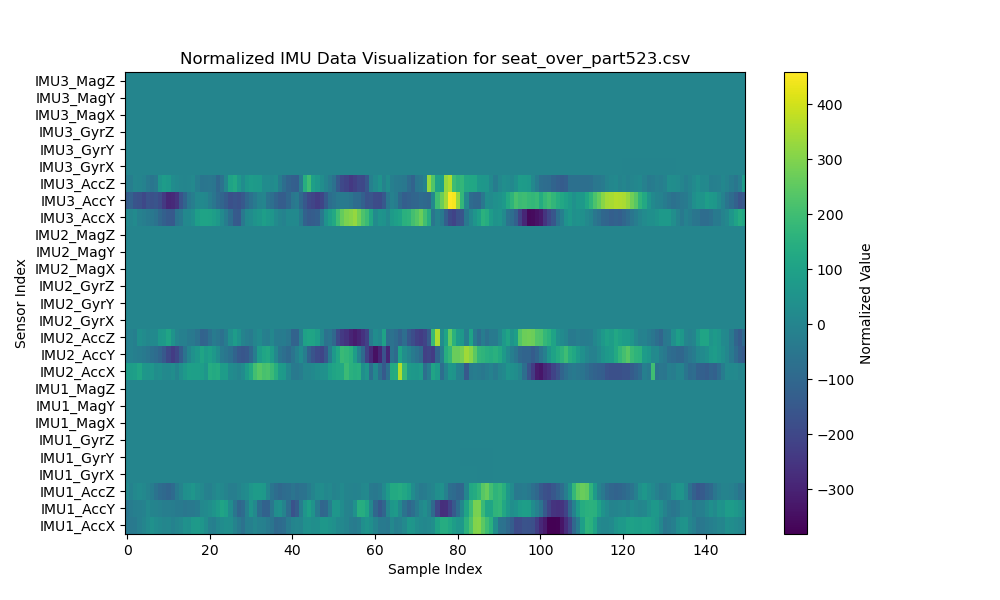 Normalized IMU Data Visualization for seat_over_part523.csv
IMU3_MagZ
IMU3_MagY
IMU3_MagX
IMU3_GyrZ
IMU3_GyrY
IMU3_GyrX
IMU3_AccZ
IMU3_AccY
IMU3_AccX
IMU2_MagZ
IMU2_MagY
IMU2_MagX
IMU2_GyrZ
IMU2_GyrY
IMU2_GyrX
IMU2_AccZ
IMU2_AccY
IMU2_AccX
IMU1_MagZ
IMU1_MagY
IMU1_MagX
IMU1_GyrZ
IMU1_GyrY
IMU1_GyrX
IMU1_AccZ
IMU1_AccY
IMU1_AccX
Sensor Index
0 20 40 60 80 100 120 140
Sample Index
400
300
200
100
0
−100
−200
−300
Normalized Value